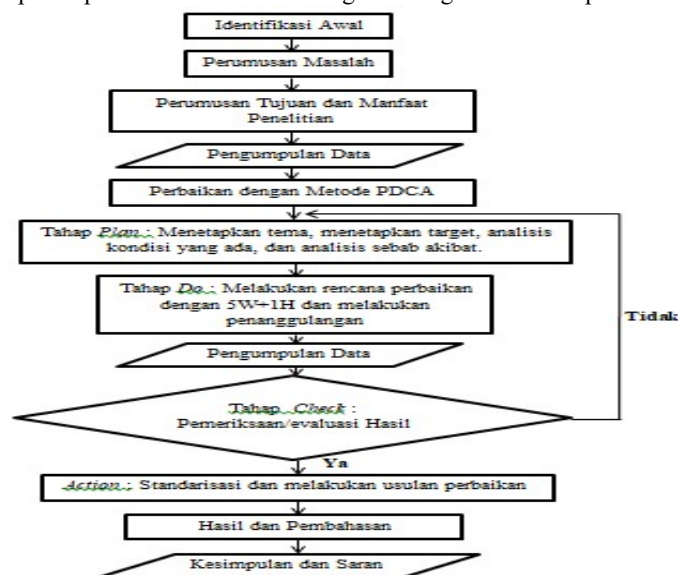 Identifikasi Awal
Perumusan Masalah
Perumusan Tujuan dan Manfaat
Penelitian
Pengumpulan Data
Perbaikan dengan Metode PDCA
Tahap Plan : Menetapkan tema, menetapkan target, analisis
kondisi yang ada, dan analisis sebab akibat.
Tahap Do : Melakukan rencana perbaikan
dengan 5W+1H dan melakukan
penanggulangan
Tidak
Pengumpulan Data
Tahap Check :
Pemeriksaan/evaluasi Hasil
Ya
Action : Standarisasi dan melakukan usulan perbaikan
Hasil dan Pembahasan
Kesimpulan dan Saran